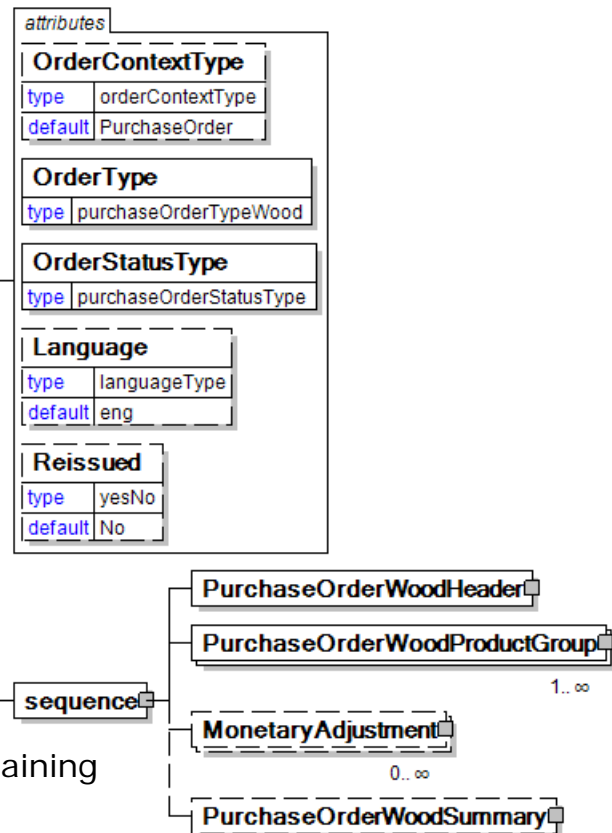 attributes
OrderContextType
type orderContextType
default PurchaseOrder
OrderType
type purchaseOrderTypeWood
OrderStatusType
type purchaseOrderStatusType
Language
type languageType
default eng
Reissued
type yesNo
default No
PurchaseOrderWoodHeader
PurchaseOrderWoodProductGroup
1.. ∞
sequence
MonetaryAdjustment
0.. ∞
aining
PurchaseOrderWoodSummary